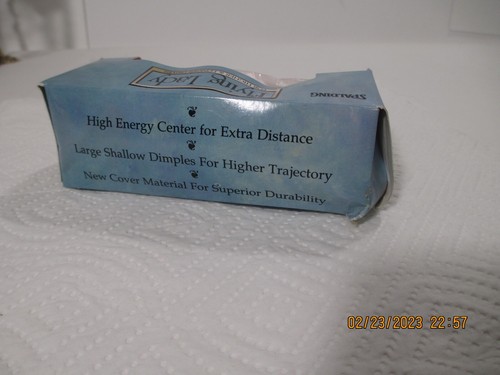 Flying Lady
SPALDING
High Energy Center for Extra Distance
Large Shallow Dimples For Higher Trajectory
New Cover Material For Superior Durability
02/23/2023 22:57